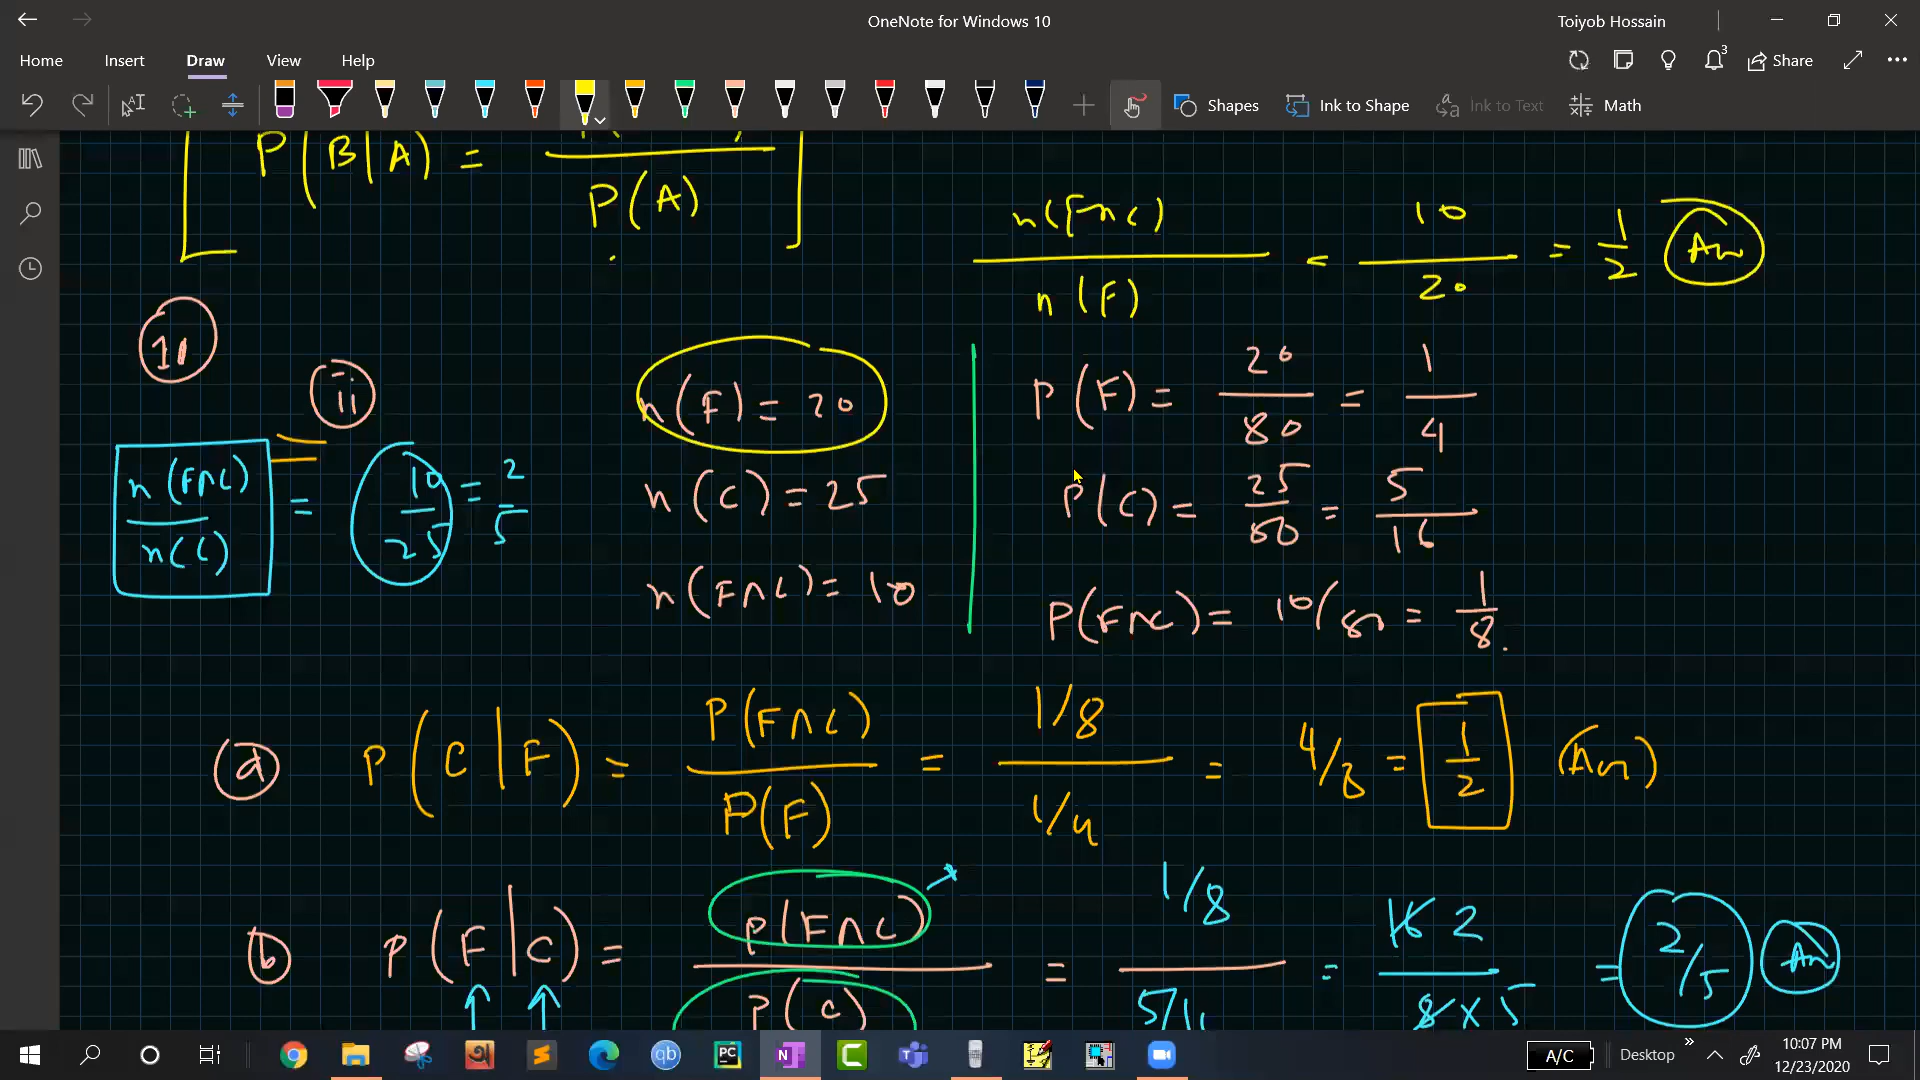 OneNote for Windows 10
Toiyob Hossain
Home Insert Draw View Help
3
Share
Shapes
Ink to Shape
Ink to Text
Math
P(B|A) =
P(A)
n(F∩C) / n(F) = 10 / 20 = 1/2 An
ii
n(F) = 20
n(C) = 25
n(F∩C) = 10
P(F) = 20/80 = 1/4
P(C) = 25/80 = 5/16
P(F∩C) = 10/80 = 1/8.
n(F∩C) / n(C) = 10/25 = 2/5
a P(C|F) = P(F∩C) / P(F) = 1/8 / 1/4 = 4/8 = 1/2 (An)
b P(F|C) = P(F∩C) / P(C) = 1/8 / 5/1 = 16 2 / 8×5 = 2/5 An
A/C
Desktop
10:07 PM
12/23/2020